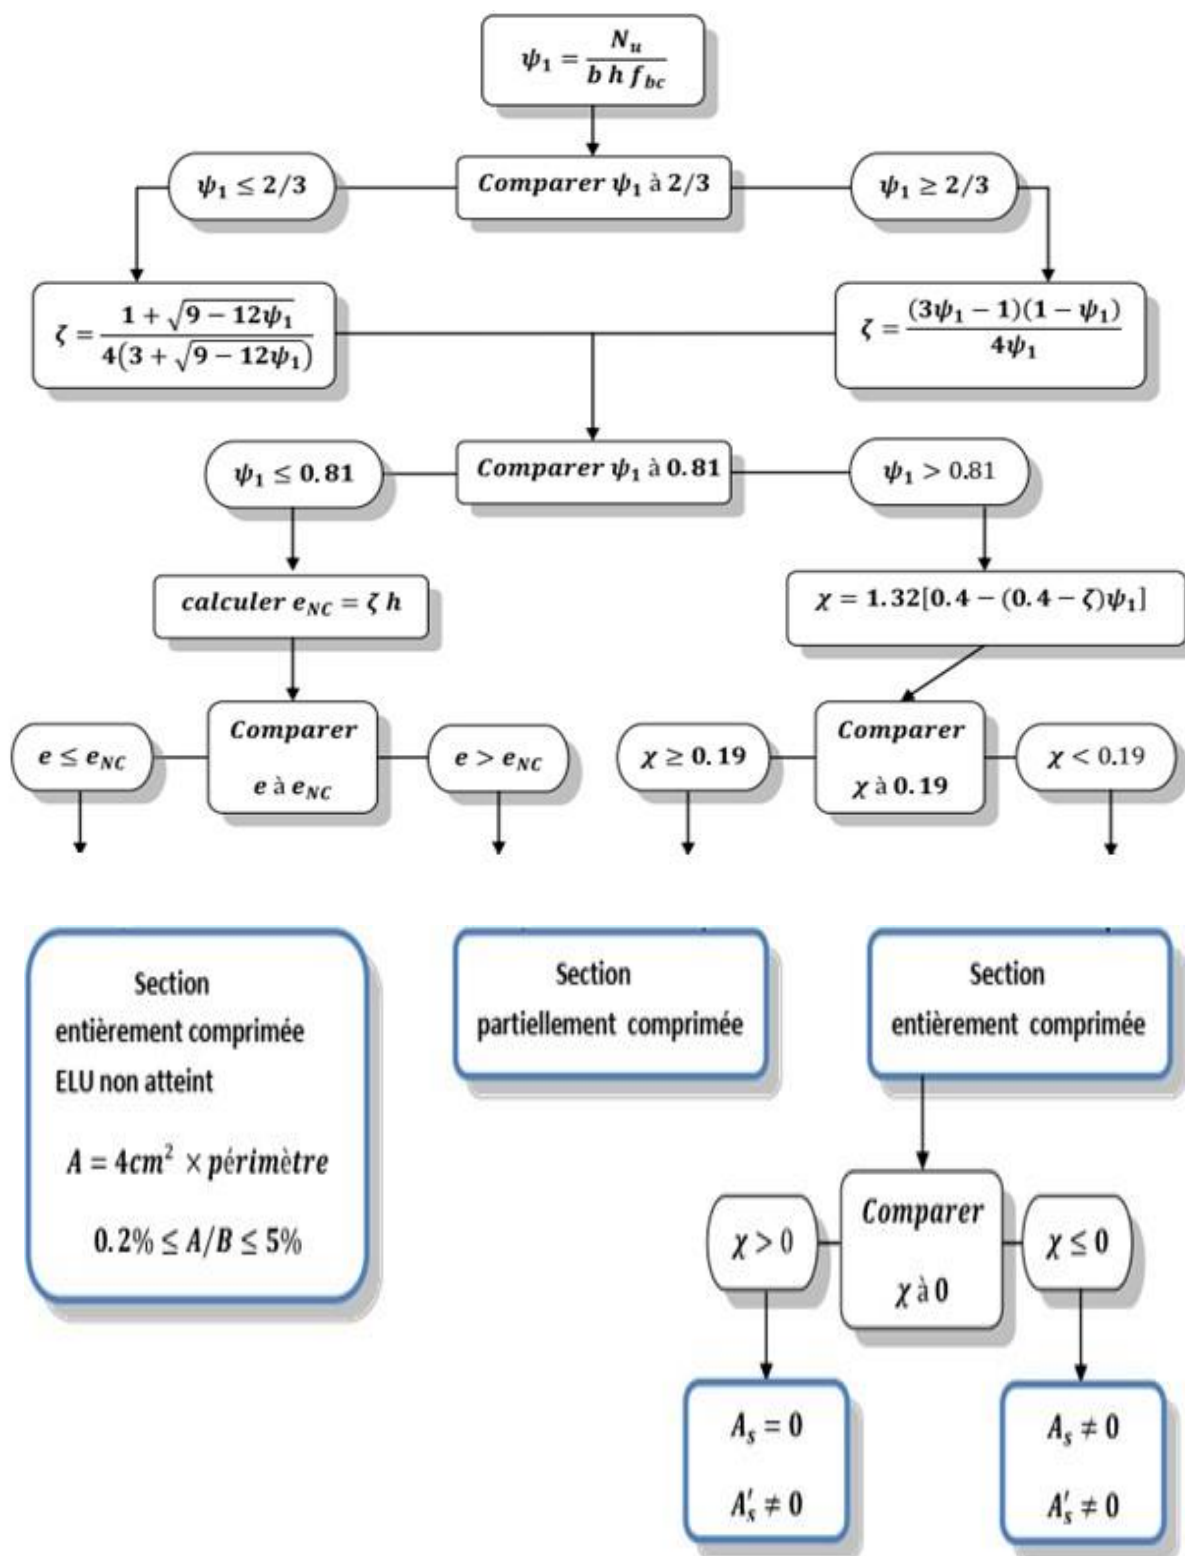 ψ₁ = N_u / (b h f_bc)
ψ₁ ≤ 2/3
Comparer ψ₁ à 2/3
ψ₁ ≥ 2/3
ζ = (1 + √(9 − 12ψ₁)) / (4(3 + √(9 − 12ψ₁)))
ζ = ((3ψ₁ − 1)(1 − ψ₁)) / (4ψ₁)
ψ₁ ≤ 0.81
Comparer ψ₁ à 0.81
ψ₁ > 0.81
calculer e_NC = ζ h
χ = 1.32[0.4 − (0.4 − ζ)ψ₁]
e ≤ e_NC
Comparer
e à e_NC
e > e_NC
χ ≥ 0.19
Comparer
χ à 0.19
χ < 0.19
Section
entièrement comprimée
ELU non atteint
A = 4cm² × périmètre
0.2% ≤ A/B ≤ 5%
Section
partiellement comprimée
Section
entièrement comprimée
χ > 0
Comparer
χ à 0
χ ≤ 0
A_s = 0
A'_s ≠ 0
A_s ≠ 0
A'_s ≠ 0